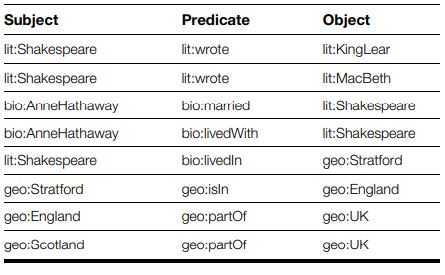 Subject Predicate Object
lit:Shakespeare lit:wrote lit:KingLear
lit:Shakespeare lit:wrote lit:MacBeth
bio:AnneHathaway bio:married lit:Shakespeare
bio:AnneHathaway bio:livedWith lit:Shakespeare
lit:Shakespeare bio:livedIn geo:Stratford
geo:Stratford geo:isIn geo:England
geo:England geo:partOf geo:UK
geo:Scotland geo:partOf geo:UK